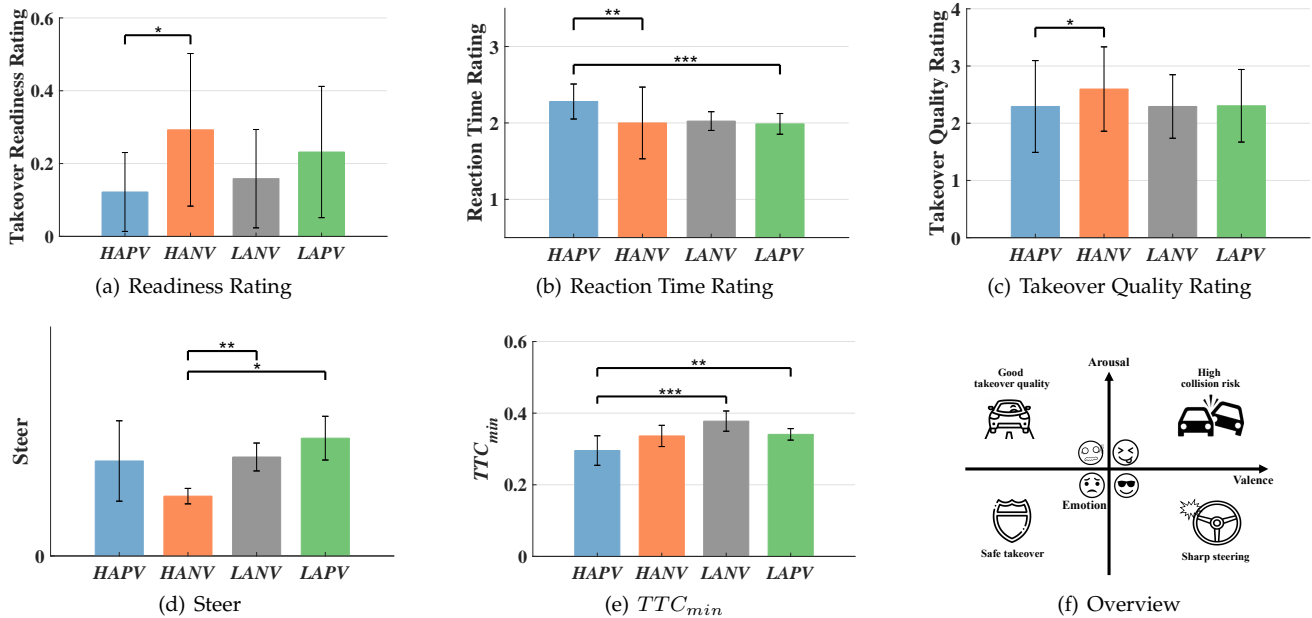 Takeover Readiness Rating
0.6
0.4
0.2
0
*
HAPV HANV LANV LAPV
(a) Readiness Rating
Reaction Time Rating
3
2
1
**
***
HAPV HANV LANV LAPV
(b) Reaction Time Rating
Takeover Quality Rating
4
3
2
1
0
*
HAPV HANV LANV LAPV
(c) Takeover Quality Rating
Steer
0
**
*
HAPV HANV LANV LAPV
(d) Steer
TTC_min
0.6
0.4
0.2
0
**
***
HAPV HANV LANV LAPV
(e) TTC_min
Arousal
Good
takeover quality
High
collision risk
Valence
Emotion
Safe takeover
Sharp steering
(f) Overview